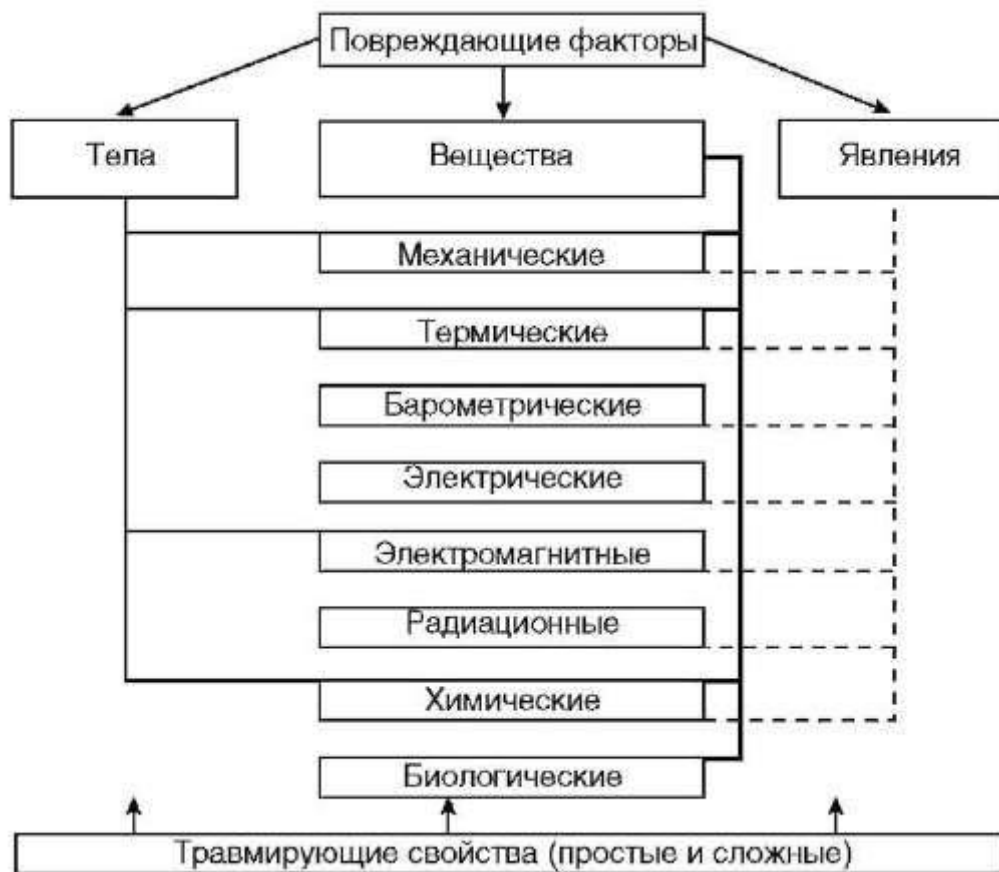 Повреждающие факторы
Тела
Вещества
Явления
Механические
Термические
Барометрические
Электрические
Электромагнитные
Радиационные
Химические
Биологические
Травмирующие свойства (простые и сложные)